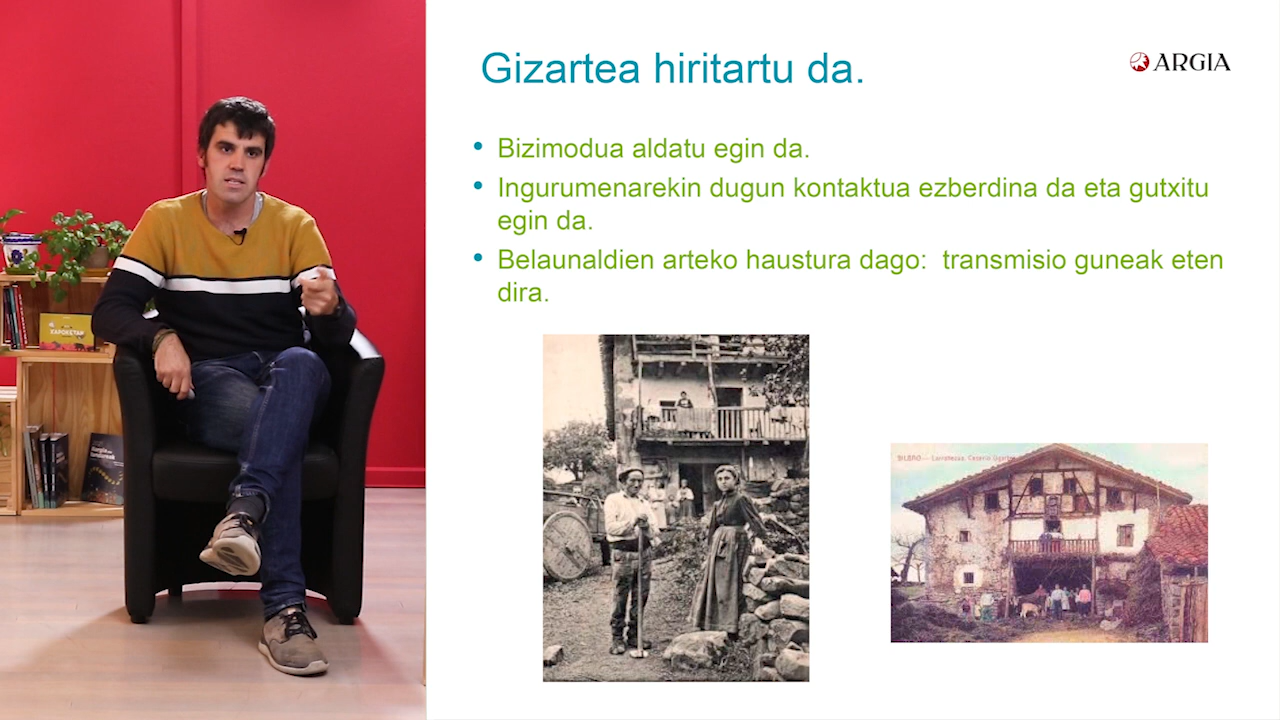 Gizartea hiritartu da.
ARGIA
• Bizimodua aldatu egin da.
• Ingurumenarekin dugun kontaktua ezberdina da eta gutxitu
egin da.
• Belaunaldien arteko haustura dago: transmisio guneak eten
dira.